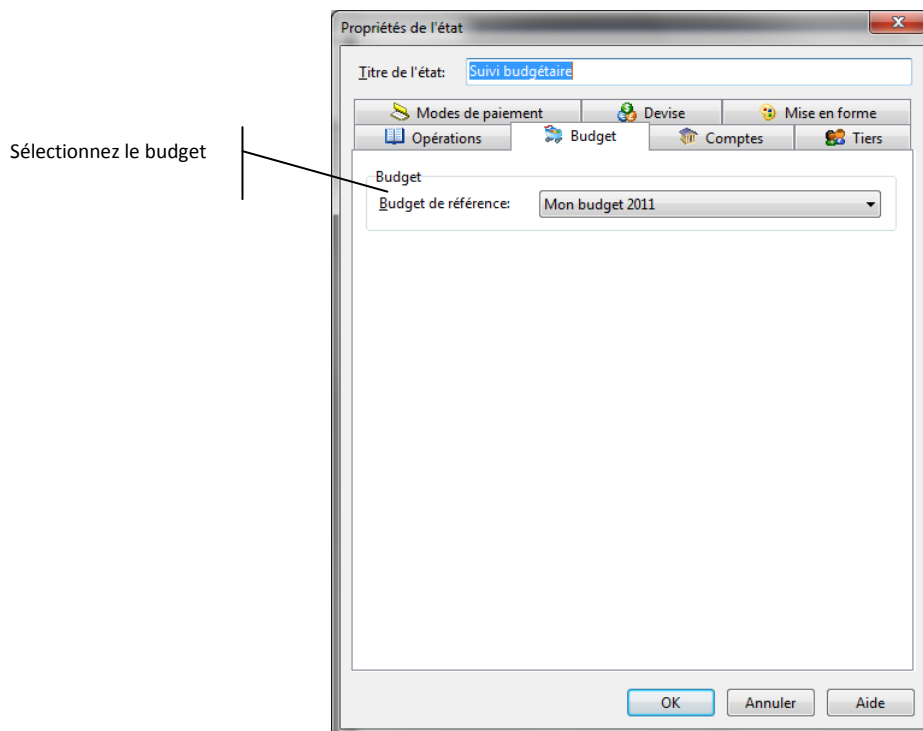 Propriétés de l'état
x
Titre de l'état: Suivi budgétaire
Modes de paiement Devise Mise en forme
Opérations Budget Comptes Tiers
Sélectionnez le budget
Budget
Budget de référence: Mon budget 2011
OK Annuler Aide